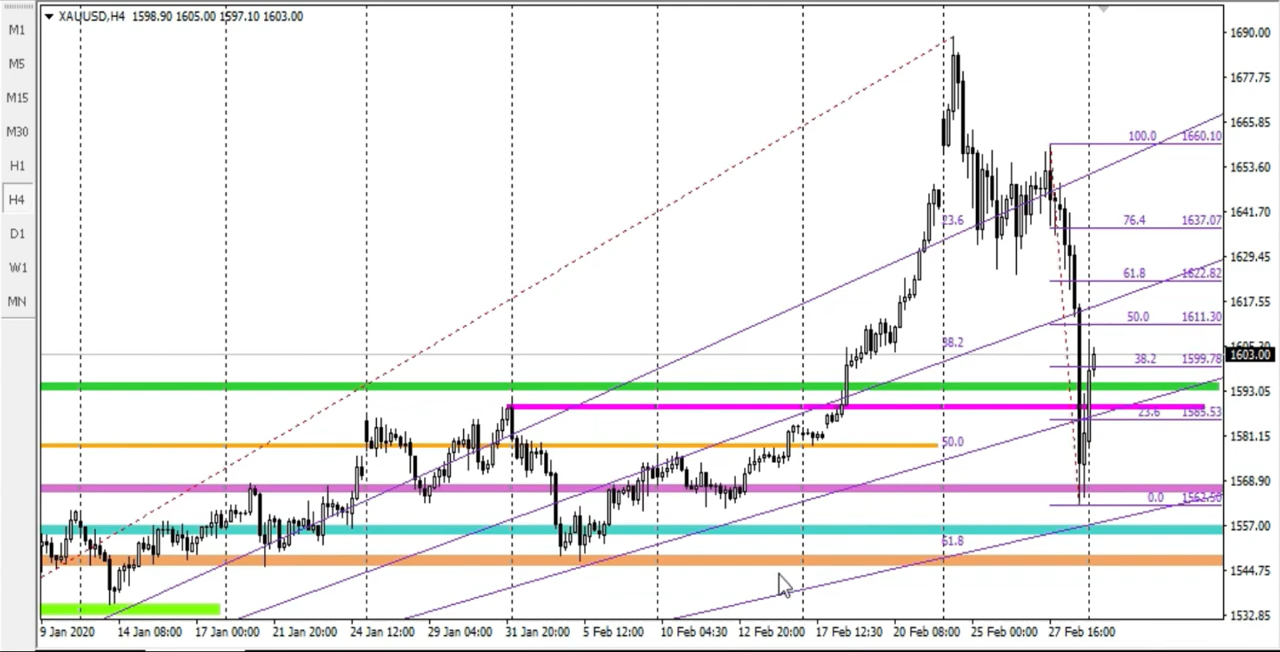 XAUUSD,H4 1598.90 1605.00 1597.10 1603.00
M1
M5
M15
M30
H1
H4
D1
W1
MN
1690.00
1677.75
1665.85
1653.60
1641.70
1629.45
1617.55
1603.00
1593.05
1581.15
1568.90
1557.00
1544.75
1532.85
100.0 1660.10
76.4 1637.07
61.8 1622.82
50.0 1611.30
38.2 1599.78
23.6 1585.53
0.0 1562.50
23.6
38.2
50.0
61.8
9 Jan 2020 14 Jan 08:00 17 Jan 00:00 21 Jan 20:00 24 Jan 12:00 29 Jan 04:00 31 Jan 20:00 5 Feb 12:00 10 Feb 04:30 12 Feb 20:00 17 Feb 12:30 20 Feb 08:00 25 Feb 00:00 27 Feb 16:00